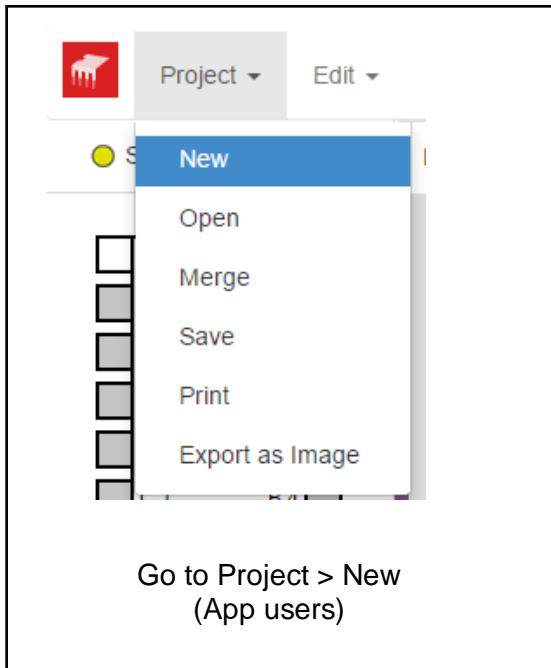 Project Edit
S
New
Open
Merge
Save
Print
Export as Image
Go to Project > New
(App users)